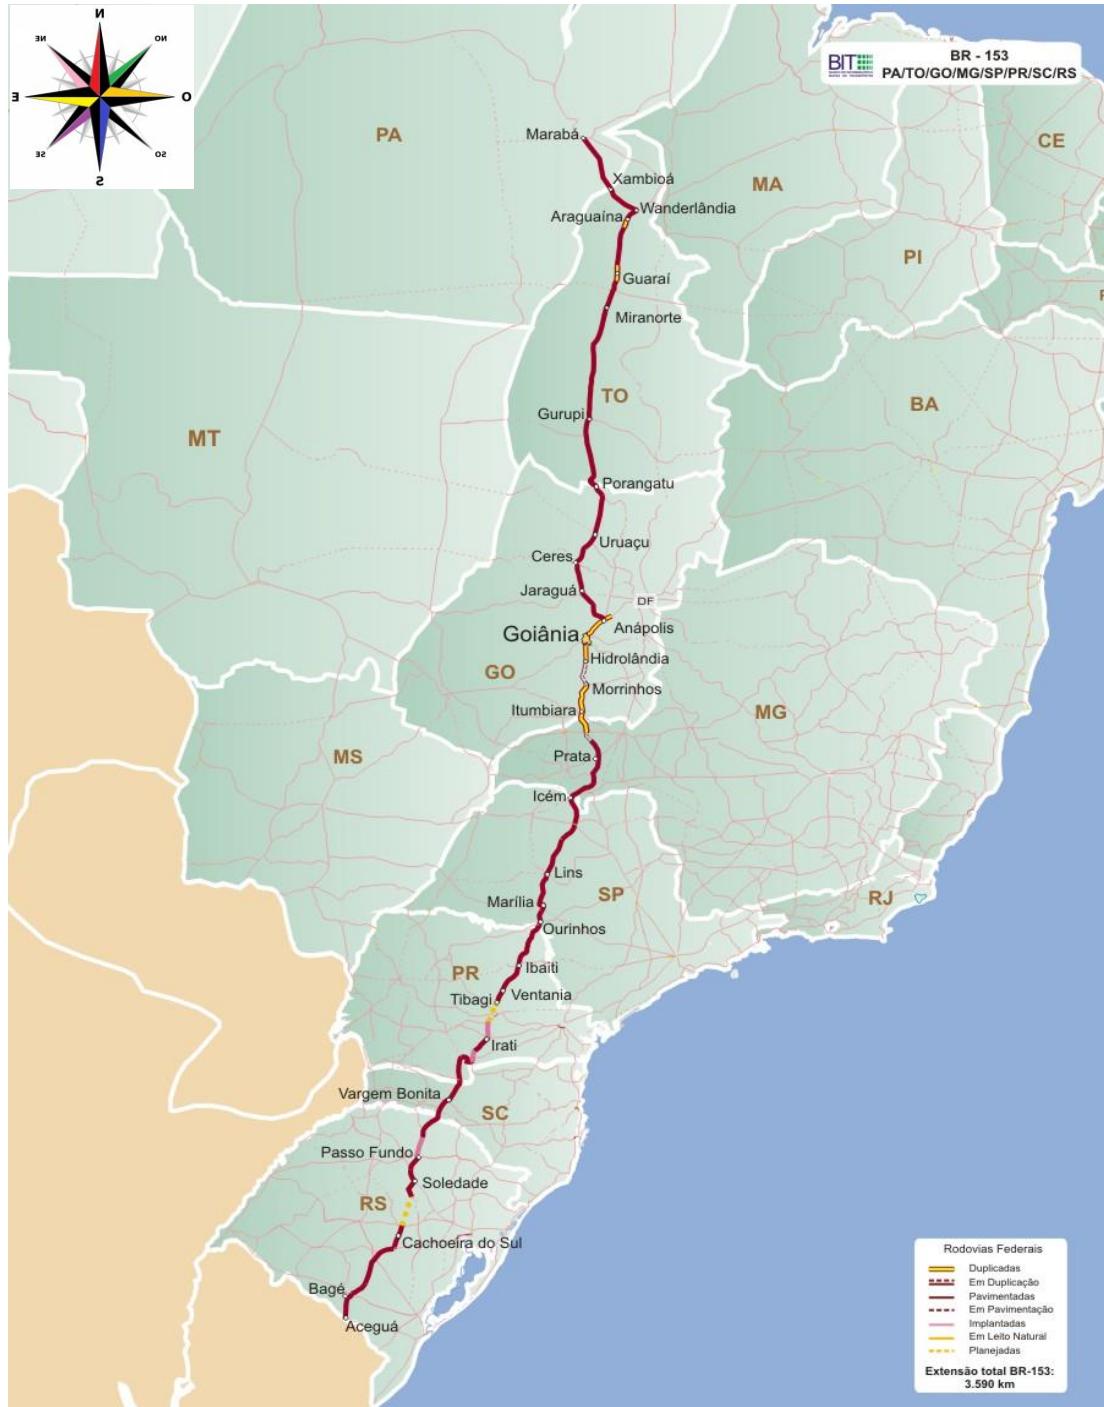 N
NE
NO
E
O
SE
SO
S
BIT
BR - 153
PA/TO/GO/MG/SP/PR/SC/RS
PA
Marabá
CE
Xambioá
MA
Wanderlândia
Araguaína
PI
Guaraí
Miranorte
TO
BA
Gurupi
MT
Porangatu
Uruaçu
Ceres
Jaraguá
DF
Anápolis
Goiânia
Hidrolândia
GO
Morrinhos
Itumbiara
MG
MS
Prata
Icém
Lins
SP
RJ
Marília
Ourinhos
PR
Ibaiti
Ventania
Tibagi
Irati
Vargem Bonita
SC
Passo Fundo
Soledade
RS
Cachoeira do Sul
Bagé
Aceguá
Rodovias Federais
Duplicadas
Em Duplicação
Pavimentadas
Em Pavimentação
Implantadas
Em Leito Natural
Planejadas
Extensão total BR-153:
3.590 km